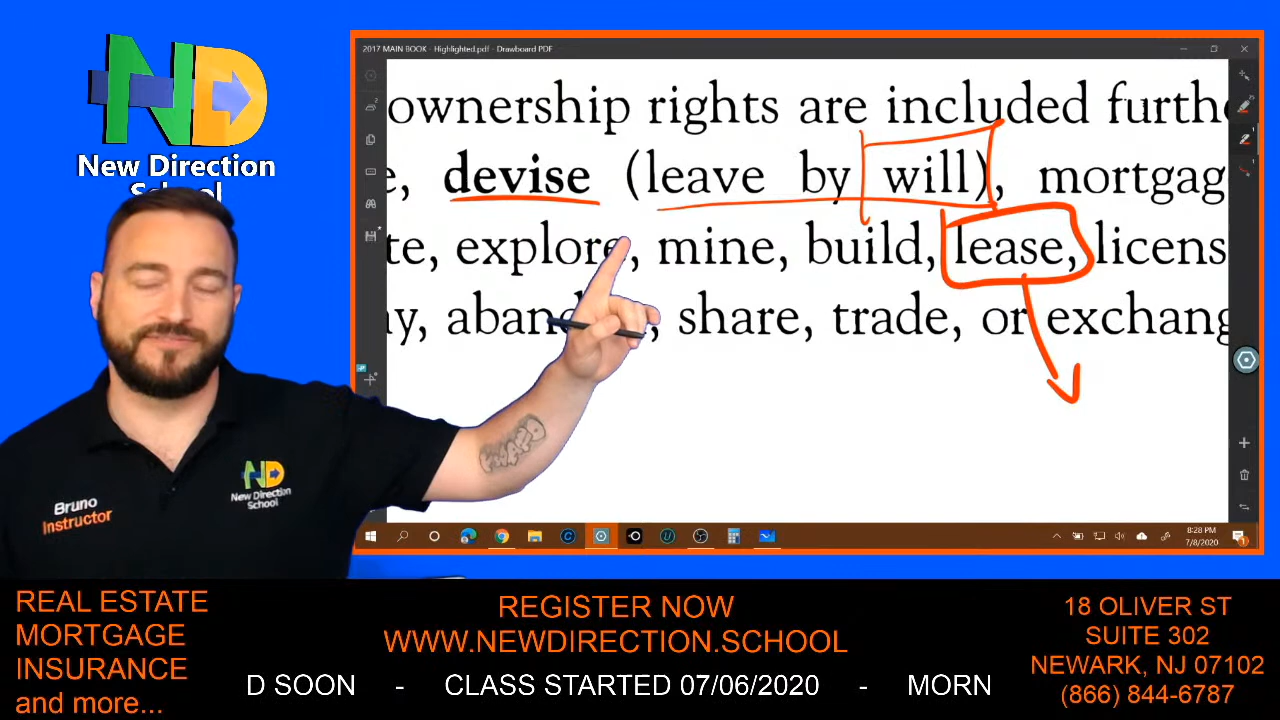 ND
New Direction
School
Bruno
Instructor
ND
New Direction
School
2017 MAIN BOOK - Highlighted.pdf - Drawboard PDF
ownership rights are included furthe
e, devise (leave by will), mortgag
te, explore, mine, build, lease, licens
share, trade, or exchang
8:28 PM
7/8/2020
REAL ESTATE
MORTGAGE
INSURANCE
and more...
REGISTER NOW
WWW.NEWDIRECTION.SCHOOL
D SOON - CLASS STARTED 07/06/2020 - MORN
18 OLIVER ST
SUITE 302
NEWARK, NJ 07102
(866) 844-6787